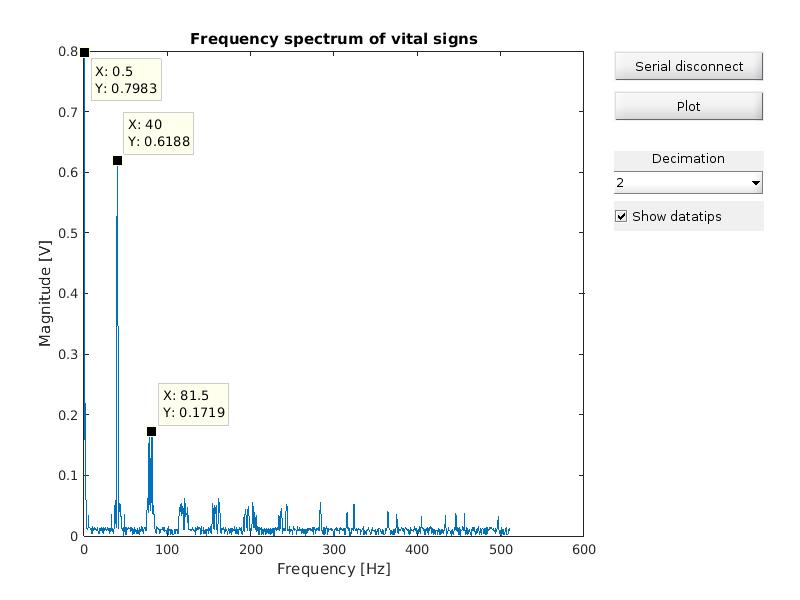 Frequency spectrum of vital signs
0.8
0.7
0.6
0.5
0.4
0.3
0.2
0.1
0
Magnitude [V]
X: 0.5
Y: 0.7983
X: 40
Y: 0.6188
X: 81.5
Y: 0.1719
0 100 200 300 400 500 600
Frequency [Hz]
Serial disconnect
Plot
Decimation
2
Show datatips